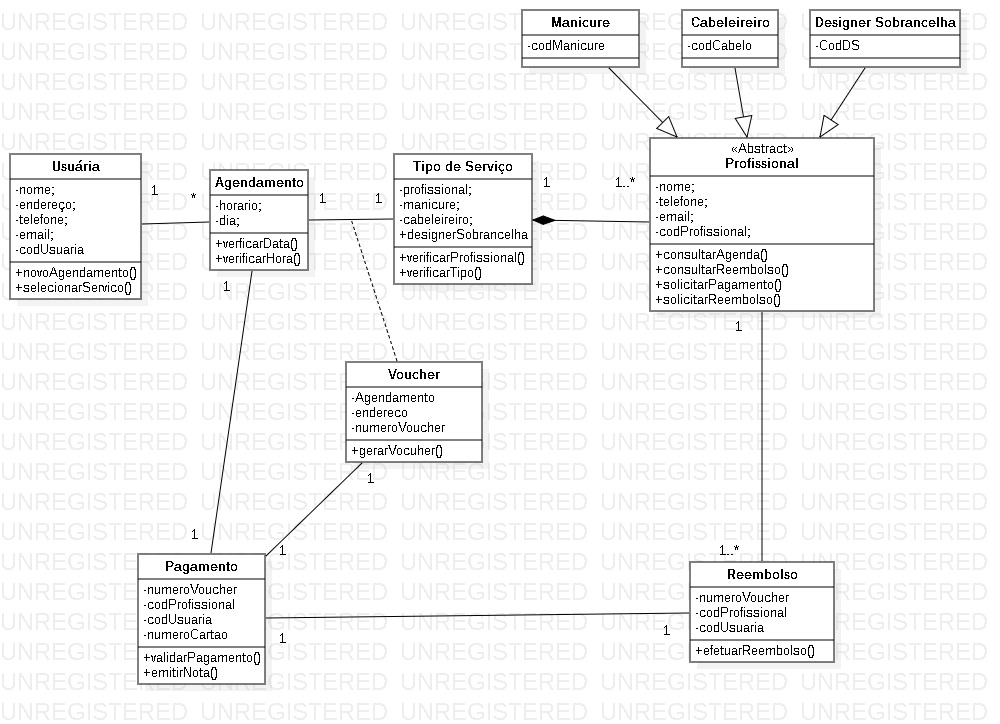 Manicure
-codManicure
Cabeleireiro
-codCabelo
Designer Sobrancelha
-CodDS
«Abstract»
Profissional
-nome;
-telefone;
-email;
-codProfissional;
+consultarAgenda()
+consultarReembolso()
+solicitarPagamento()
+solicitarReembolso()
Usuária
-nome;
-endereço;
-telefone;
-email;
-codUsuaria
+novoAgendamento()
+selecionarServico()
1
*
Agendamento
-horario;
-dia;
+verficarData()
+verificarHora()
1
1
Tipo de Serviço
-profissional;
-manicure;
-cabeleireiro;
+designerSobrancelha
+verificarProfissional()
+verificarTipo()
1
1..*
1
1
Voucher
-Agendamento
-endereco
-numeroVoucher
+gerarVocuher()
1
1
1
1..*
Pagamento
-numeroVoucher
-codProfissional
-codUsuaria
-numeroCartao
+validarPagamento()
+emitirNota()
1
1
Reembolso
-numeroVoucher
-codProfissional
-codUsuaria
+efetuarReembolso()
UNREGISTERED